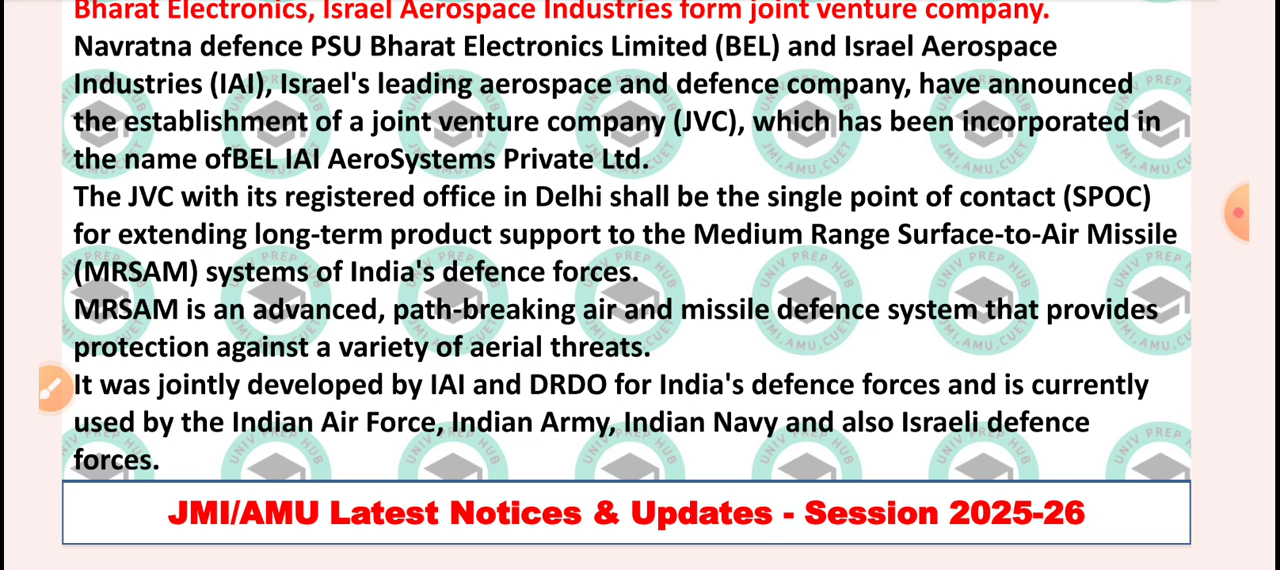 Bharat Electronics, Israel Aerospace Industries form joint venture company.
Navratna defence PSU Bharat Electronics Limited (BEL) and Israel Aerospace
Industries (IAI), Israel's leading aerospace and defence company, have announced
the establishment of a joint venture company (JVC), which has been incorporated in
the name ofBEL IAI AeroSystems Private Ltd.
The JVC with its registered office in Delhi shall be the single point of contact (SPOC)
for extending long-term product support to the Medium Range Surface-to-Air Missile
(MRSAM) systems of India's defence forces.
MRSAM is an advanced, path-breaking air and missile defence system that provides
protection against a variety of aerial threats.
It was jointly developed by IAI and DRDO for India's defence forces and is currently
used by the Indian Air Force, Indian Army, Indian Navy and also Israeli defence
forces.
JMI/AMU Latest Notices & Updates - Session 2025-26
UNIV PREP HUB
JMI, AMU, CUET